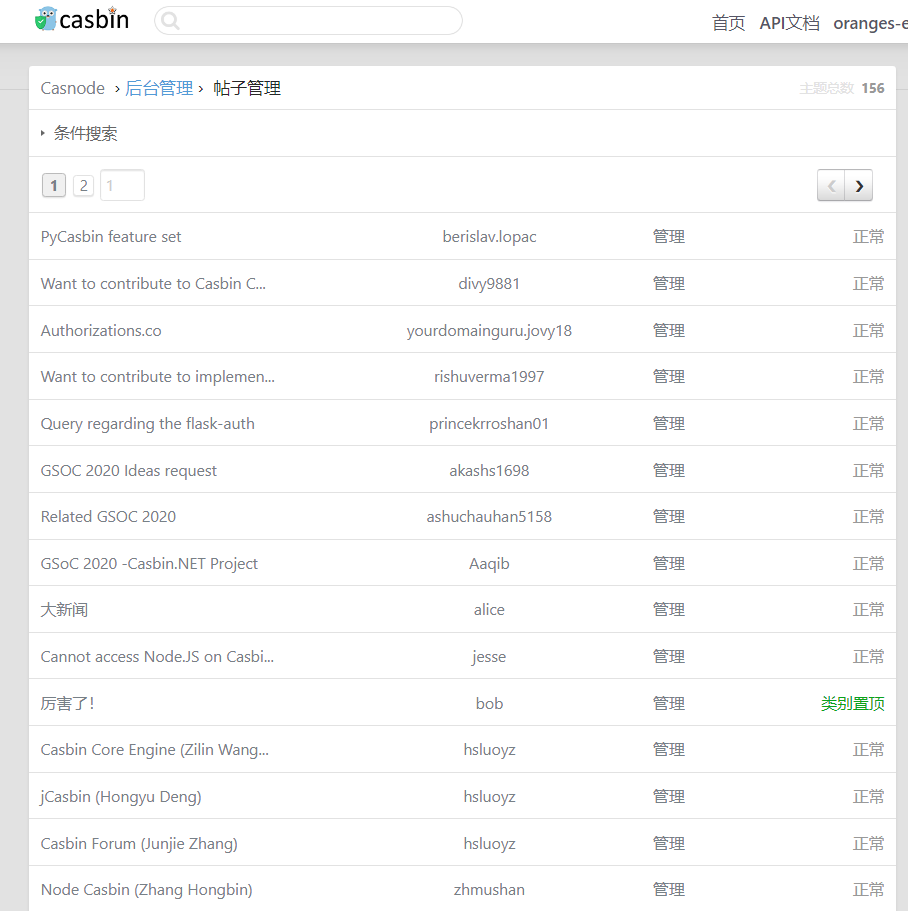 casbin 首页 API文档 oranges-e
Casnode › 后台管理 › 帖子管理 主题总数 156
条件搜索
1 2 1 ‹ ›
PyCasbin feature set berislav.lopac 管理 正常
Want to contribute to Casbin C... divy9881 管理 正常
Authorizations.co yourdomainguru.jovy18 管理 正常
Want to contribute to implemen... rishuverma1997 管理 正常
Query regarding the flask-auth princekrroshan01 管理 正常
GSOC 2020 Ideas request akashs1698 管理 正常
Related GSOC 2020 ashuchauhan5158 管理 正常
GSoC 2020 -Casbin.NET Project Aaqib 管理 正常
大新闻 alice 管理 正常
Cannot access Node.JS on Casbi... jesse 管理 正常
厉害了! bob 管理 类别置顶
Casbin Core Engine (Zilin Wang... hsluoyz 管理 正常
jCasbin (Hongyu Deng) hsluoyz 管理 正常
Casbin Forum (Junjie Zhang) hsluoyz 管理 正常
Node Casbin (Zhang Hongbin) zhmushan 管理 正常